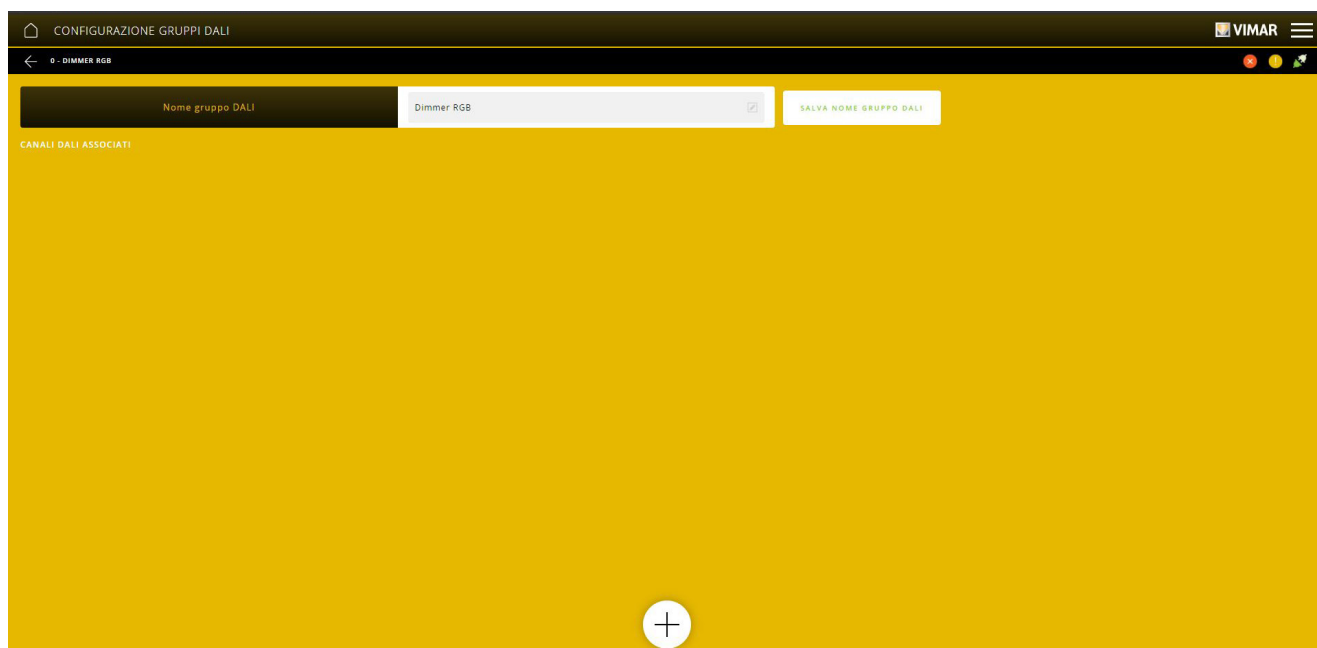 CONFIGURAZIONE GRUPPI DALI
VIMAR
0 - DIMMER RGB
Nome gruppo DALI
Dimmer RGB
SALVA NOME GRUPPO DALI
CANALI DALI ASSOCIATI